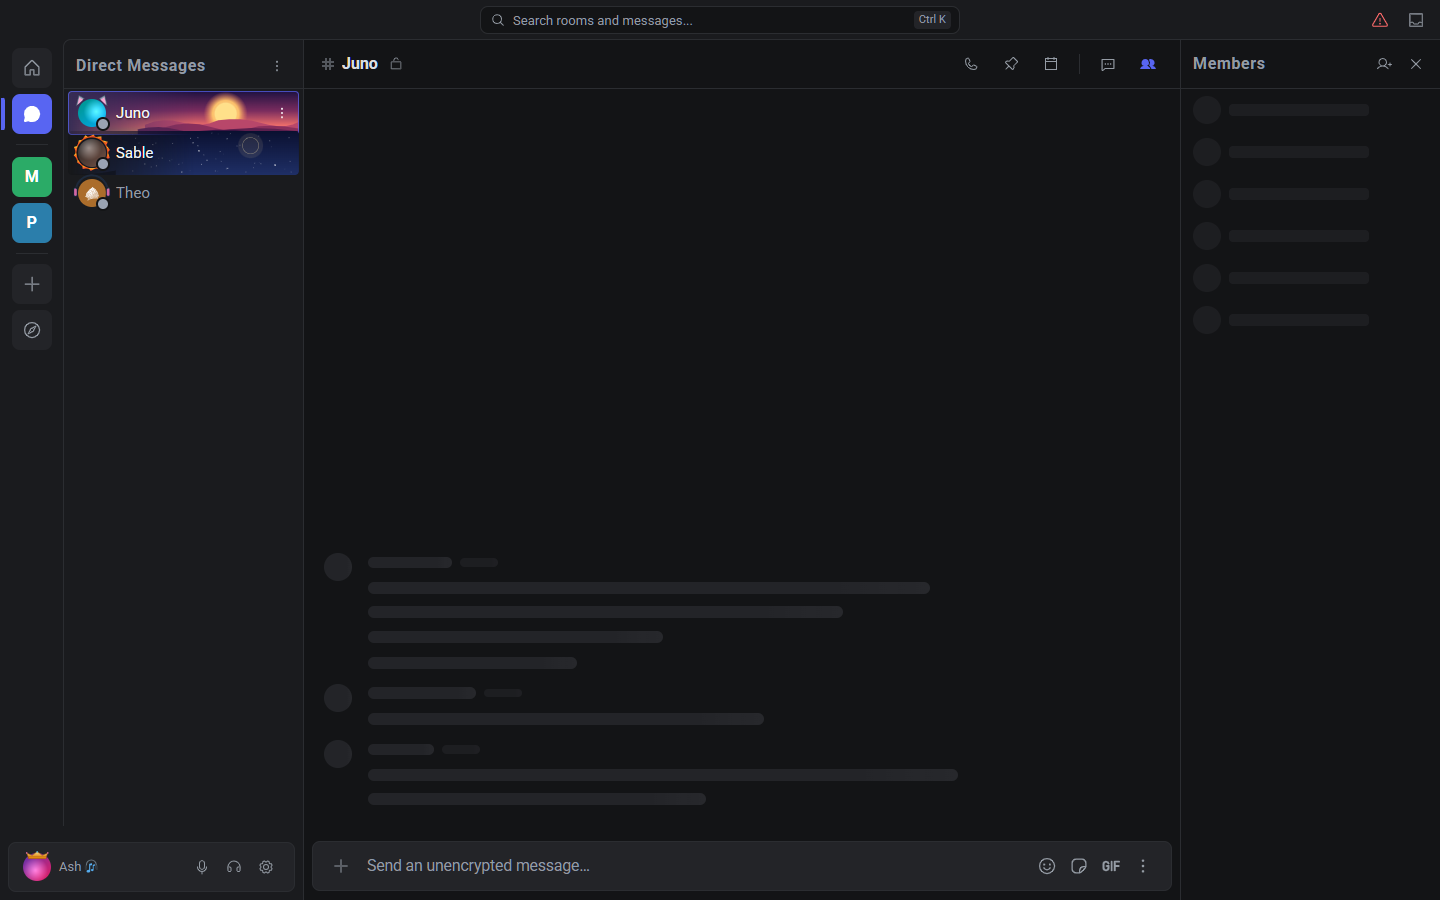 Search rooms and messages...
Ctrl K
Direct Messages
Juno
Members
Juno
Sable
Theo
M
P
Ash
Send an unencrypted message...
GIF